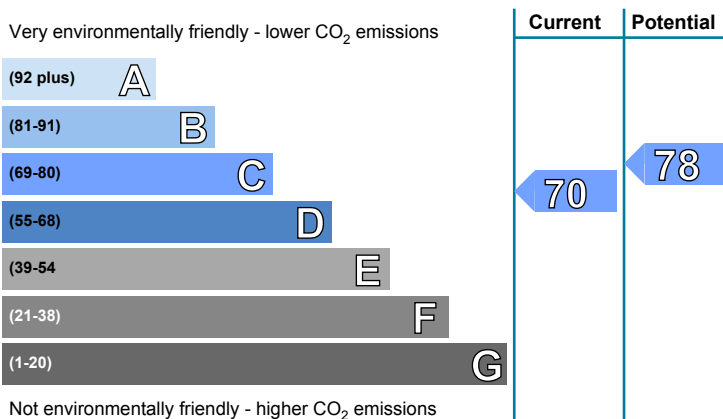 Very environmentally friendly - lower CO2 emissions
Current
Potential
(92 plus) A
(81-91) B
(69-80) C
(55-68) D
(39-54 E
(21-38) F
(1-20) G
70
78
Not environmentally friendly - higher CO2 emissions